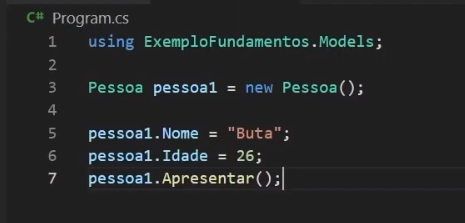 C# Program.cs
1 using ExemploFundamentos.Models;
2
3 Pessoa pessoa1 = new Pessoa();
4
5 pessoa1.Nome = "Buta";
6 pessoa1.Idade = 26;
7 pessoa1.Apresentar();